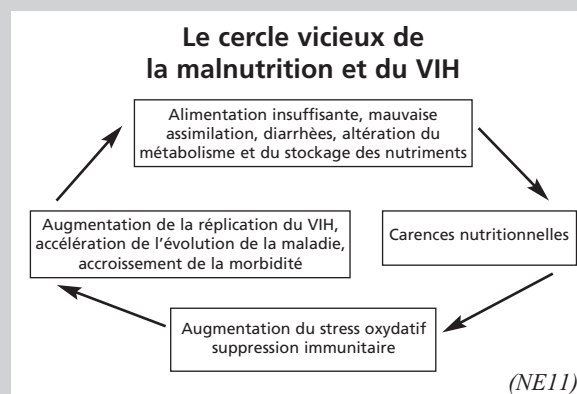 Le cercle vicieux de
la malnutrition et du VIH
Alimentation insuffisante, mauvaise
assimilation, diarrhèes, altération du
métabolisme et du stockage des nutriments
Carences nutritionnelles
Augmentation du stress oxydatif
suppression immunitaire
Augmentation de la réplication du VIH,
accélération de l'évolution de la maladie,
accroissement de la morbidité
(NE11)